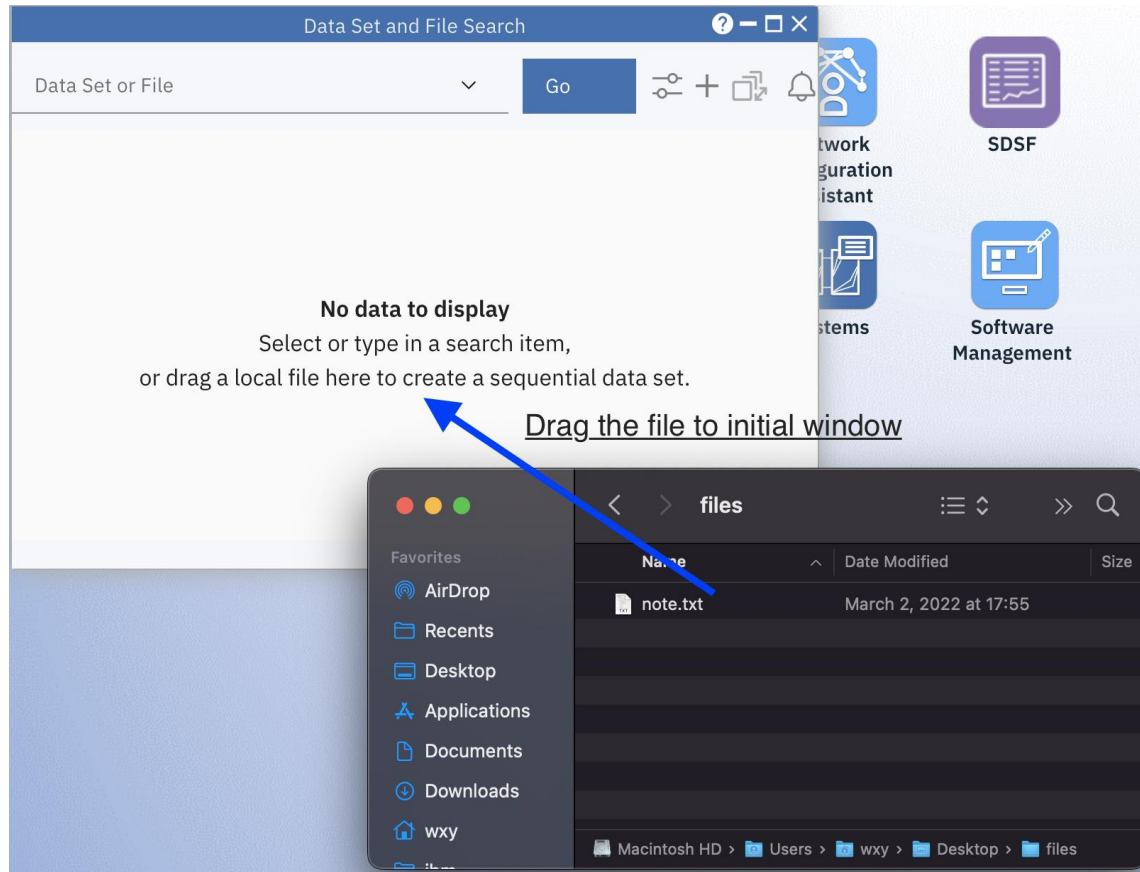 Data Set and File Search
Data Set or File
Go
twork
guration
istant
SDSF
stems
Software
Management
No data to display
Select or type in a search item,
or drag a local file here to create a sequential data set.
Drag the file to initial window
files
Favorites
AirDrop
Recents
Desktop
Applications
Documents
Downloads
wxy
Name
Date Modified
Size
note.txt
March 2, 2022 at 17:55
Macintosh HD › Users › wxy › Desktop › files